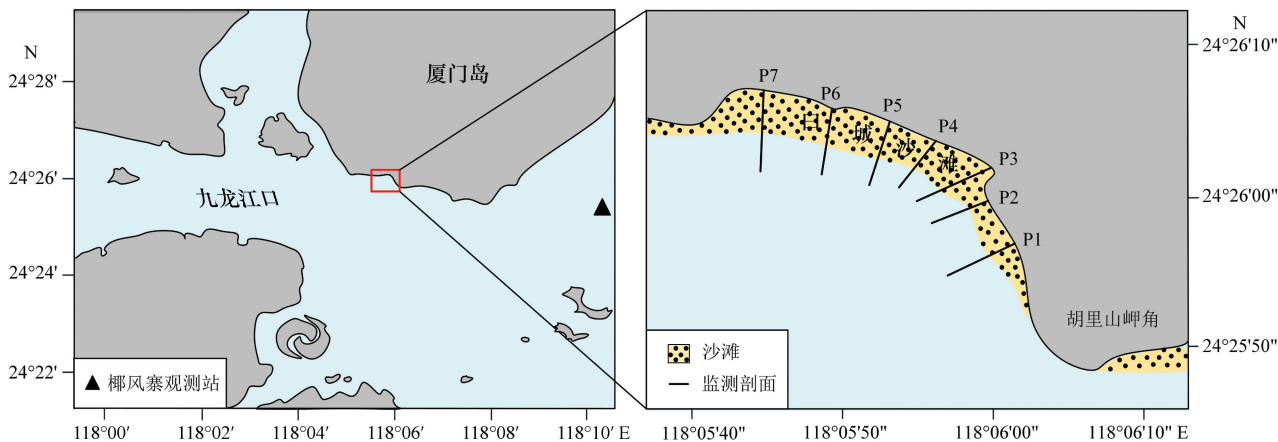 N
24°28'
24°26'
24°24'
24°22'
厦门岛
九龙江口
椰风寨观测站
118°00'
118°02'
118°04'
118°06'
118°08'
118°10' E
N
24°26'10"
24°26'00"
24°25'50"
P7
P6
P5
P4
P3
P2
P1
白城沙滩
胡里山岬角
沙滩
监测剖面
118°05'40"
118°05'50"
118°06'00"
118°06'10" E